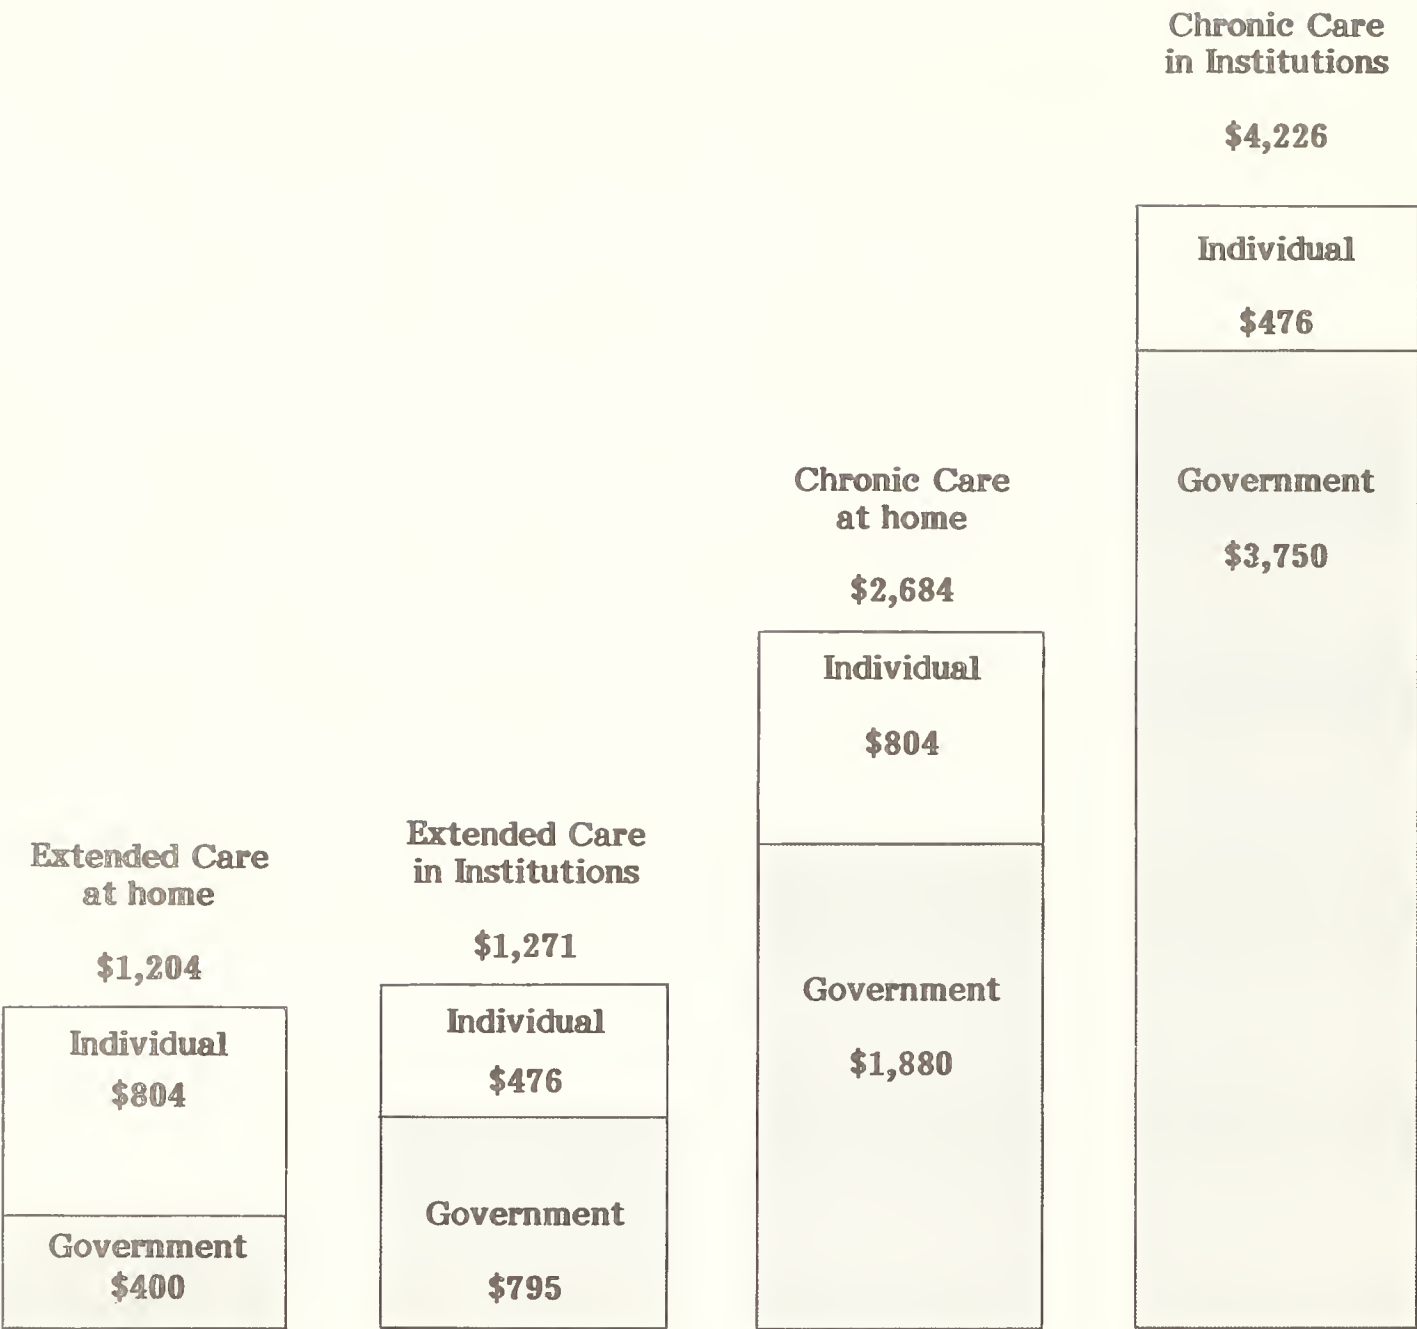 Extended Care
at home
$1,204
Individual
$804
Government
$400
Extended Care
in Institutions
$1,271
Individual
$476
Government
$795
Chronic Care
at home
$2,684
Individual
$804
Government
$1,880
Chronic Care
in Institutions
$4,226
Individual
$476
Government
$3,750